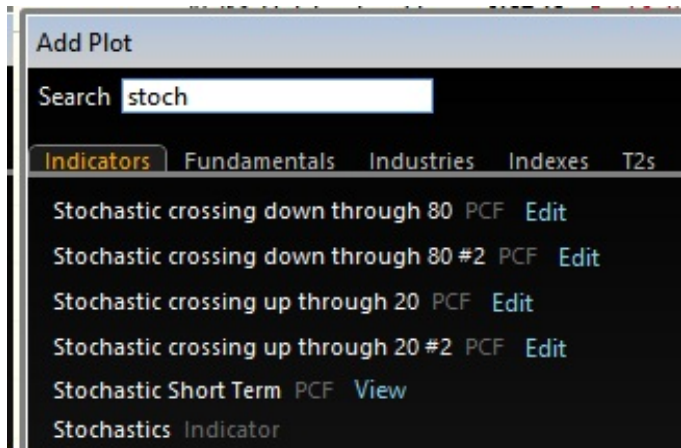 Add Plot
Search stoch
Indicators Fundamentals Industries Indexes T2s
Stochastic crossing down through 80 PCF Edit
Stochastic crossing down through 80 #2 PCF Edit
Stochastic crossing up through 20 PCF Edit
Stochastic crossing up through 20 #2 PCF Edit
Stochastic Short Term PCF View
Stochastics Indicator